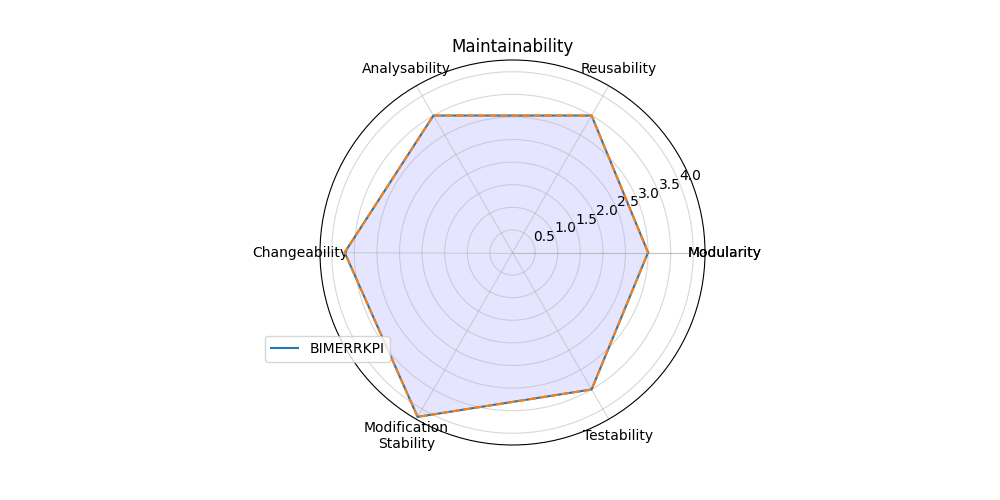 Maintainability
Analysability
Reusability
4.0
3.5
3.0
2.5
2.0
1.5
1.0
0.5
Changeability
Modularity
BIMERRKPI
Modification
Stability
Testability